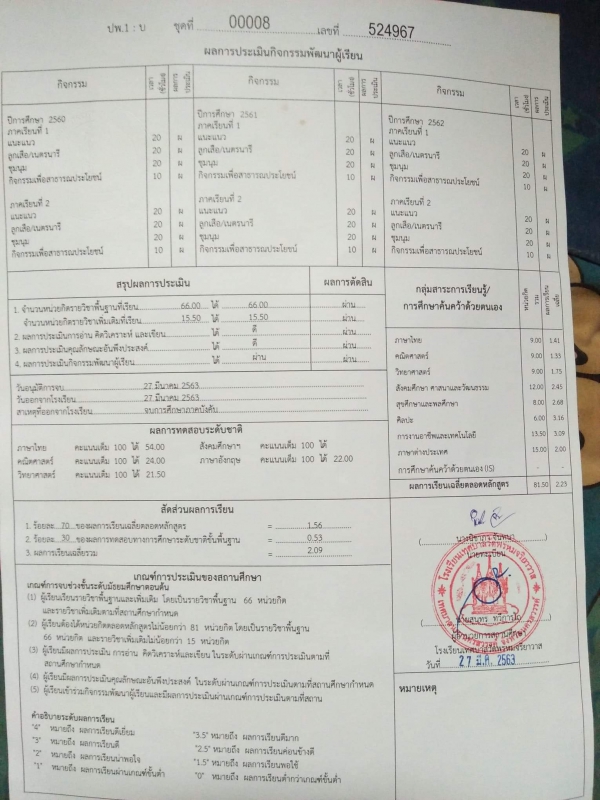 ปพ.1 : บ ชุดที่ 00008 เลขที่ 524967
ผลการประเมินกิจกรรมพัฒนาผู้เรียน
กิจกรรม เวลา (ชั่วโมง) ผลการประเมิน กิจกรรม เวลา (ชั่วโมง) ผลการประเมิน กิจกรรม เวลา (ชั่วโมง) ผลการประเมิน
ปีการศึกษา 2560 ปีการศึกษา 2561 ปีการศึกษา 2562
ภาคเรียนที่ 1 ภาคเรียนที่ 1 ภาคเรียนที่ 1
แนะแนว 20 ผ แนะแนว 20 ผ แนะแนว 20 ผ
ลูกเสือ/เนตรนารี 20 ผ ลูกเสือ/เนตรนารี 20 ผ ลูกเสือ/เนตรนารี 20 ผ
ชุมนุม 20 ผ ชุมนุม 20 ผ ชุมนุม 20 ผ
กิจกรรมเพื่อสาธารณประโยชน์ 10 ผ กิจกรรมเพื่อสาธารณประโยชน์ 10 ผ กิจกรรมเพื่อสาธารณประโยชน์ 10 ผ
ภาคเรียนที่ 2 ภาคเรียนที่ 2 ภาคเรียนที่ 2
แนะแนว 20 ผ แนะแนว 20 ผ แนะแนว 20 ผ
ลูกเสือ/เนตรนารี 20 ผ ลูกเสือ/เนตรนารี 20 ผ ลูกเสือ/เนตรนารี 20 ผ
ชุมนุม 20 ผ ชุมนุม 20 ผ ชุมนุม 20 ผ
กิจกรรมเพื่อสาธารณประโยชน์ 10 ผ กิจกรรมเพื่อสาธารณประโยชน์ 10 ผ กิจกรรมเพื่อสาธารณประโยชน์ 10 ผ
สรุปผลการประเมิน ผลการตัดสิน
1. จำนวนหน่วยกิตรายวิชาพื้นฐานที่เรียน 66.00 ได้ 66.00 ผ่าน
จำนวนหน่วยกิตรายวิชาเพิ่มเติมที่เรียน 15.50 ได้ 15.50 ผ่าน
2. ผลการประเมินการอ่าน คิดวิเคราะห์ และเขียน ได้ ดี ผ่าน
3. ผลการประเมินคุณลักษณะอันพึงประสงค์ ได้ ดี ผ่าน
4. ผลการประเมินกิจกรรมพัฒนาผู้เรียน ได้ ผ่าน ผ่าน
วันอนุมัติการจบ 27 มีนาคม 2563
วันออกจากโรงเรียน 27 มีนาคม 2563
สาเหตุที่ออกจากโรงเรียน จบการศึกษาภาคบังคับ
ผลการทดสอบระดับชาติ
ภาษาไทย คะแนนเต็ม 100 ได้ 54.00 สังคมศึกษาฯ คะแนนเต็ม 100 ได้
คณิตศาสตร์ คะแนนเต็ม 100 ได้ 24.00 ภาษาอังกฤษ คะแนนเต็ม 100 ได้ 22.00
วิทยาศาสตร์ คะแนนเต็ม 100 ได้ 21.50
สัดส่วนผลการเรียน
1. ร้อยละ 70 ของผลการเรียนเฉลี่ยตลอดหลักสูตร = 1.56
2. ร้อยละ 30 ของผลการทดสอบทางการศึกษาระดับชาติขั้นพื้นฐาน = 0.53
3. ผลการเรียนเฉลี่ยรวม = 2.09
เกณฑ์การประเมินของสถานศึกษา
เกณฑ์การจบช่วงชั้นระดับมัธยมศึกษาตอนต้น
(1) ผู้เรียนเรียนรายวิชาพื้นฐานและเพิ่มเติม โดยเป็นรายวิชาพื้นฐาน 66 หน่วยกิต
และรายวิชาเพิ่มเติมตามที่สถานศึกษากำหนด
(2) ผู้เรียนต้องได้หน่วยกิตตลอดหลักสูตรไม่น้อยกว่า 81 หน่วยกิต โดยเป็นรายวิชาพื้นฐาน
66 หน่วยกิต และรายวิชาเพิ่มเติมไม่น้อยกว่า 15 หน่วยกิต
(3) ผู้เรียนมีผลการประเมิน การอ่าน คิดวิเคราะห์และเขียน ในระดับผ่านเกณฑ์การประเมินตามที่
สถานศึกษากำหนด
(4) ผู้เรียนมีผลการประเมินคุณลักษณะอันพึงประสงค์ ในระดับผ่านเกณฑ์การประเมินตามที่สถานศึกษากำหนด
(5) ผู้เรียนเข้าร่วมกิจกรรมพัฒนาผู้เรียนและมีผลการประเมินผ่านเกณฑ์การประเมินตามที่สถาน
คำอธิบายระดับผลการเรียน
"4" หมายถึง ผลการเรียนดีเยี่ยม "3.5" หมายถึง ผลการเรียนดีมาก
"3" หมายถึง ผลการเรียนดี "2.5" หมายถึง ผลการเรียนค่อนข้างดี
"2" หมายถึง ผลการเรียนน่าพอใจ "1.5" หมายถึง ผลการเรียนพอใช้
"1" หมายถึง ผลการเรียนผ่านเกณฑ์ขั้นต่ำ "0" หมายถึง ผลการเรียนต่ำกว่าเกณฑ์ขั้นต่ำ
กลุ่มสาระการเรียนรู้/
การศึกษาค้นคว้าด้วยตนเอง
หน่วยกิตรวม ผลการเรียนเฉลี่ย
ภาษาไทย 9.00 1.41
คณิตศาสตร์ 9.00 1.33
วิทยาศาสตร์ 9.00 1.75
สังคมศึกษา ศาสนาและวัฒนธรรม 12.00 2.45
สุขศึกษาและพลศึกษา 8.00 2.68
ศิลปะ 6.00 3.16
การงานอาชีพและเทคโนโลยี 13.50 3.09
ภาษาต่างประเทศ 15.00 2.00
การศึกษาค้นคว้าด้วยตนเอง (IS) - -
ผลการเรียนเฉลี่ยตลอดหลักสูตร 81.50 2.23
นายทะเบียน
ผู้อำนวยการสถานศึกษา
วันที่ 27 มี.ค. 2563
หมายเหตุ